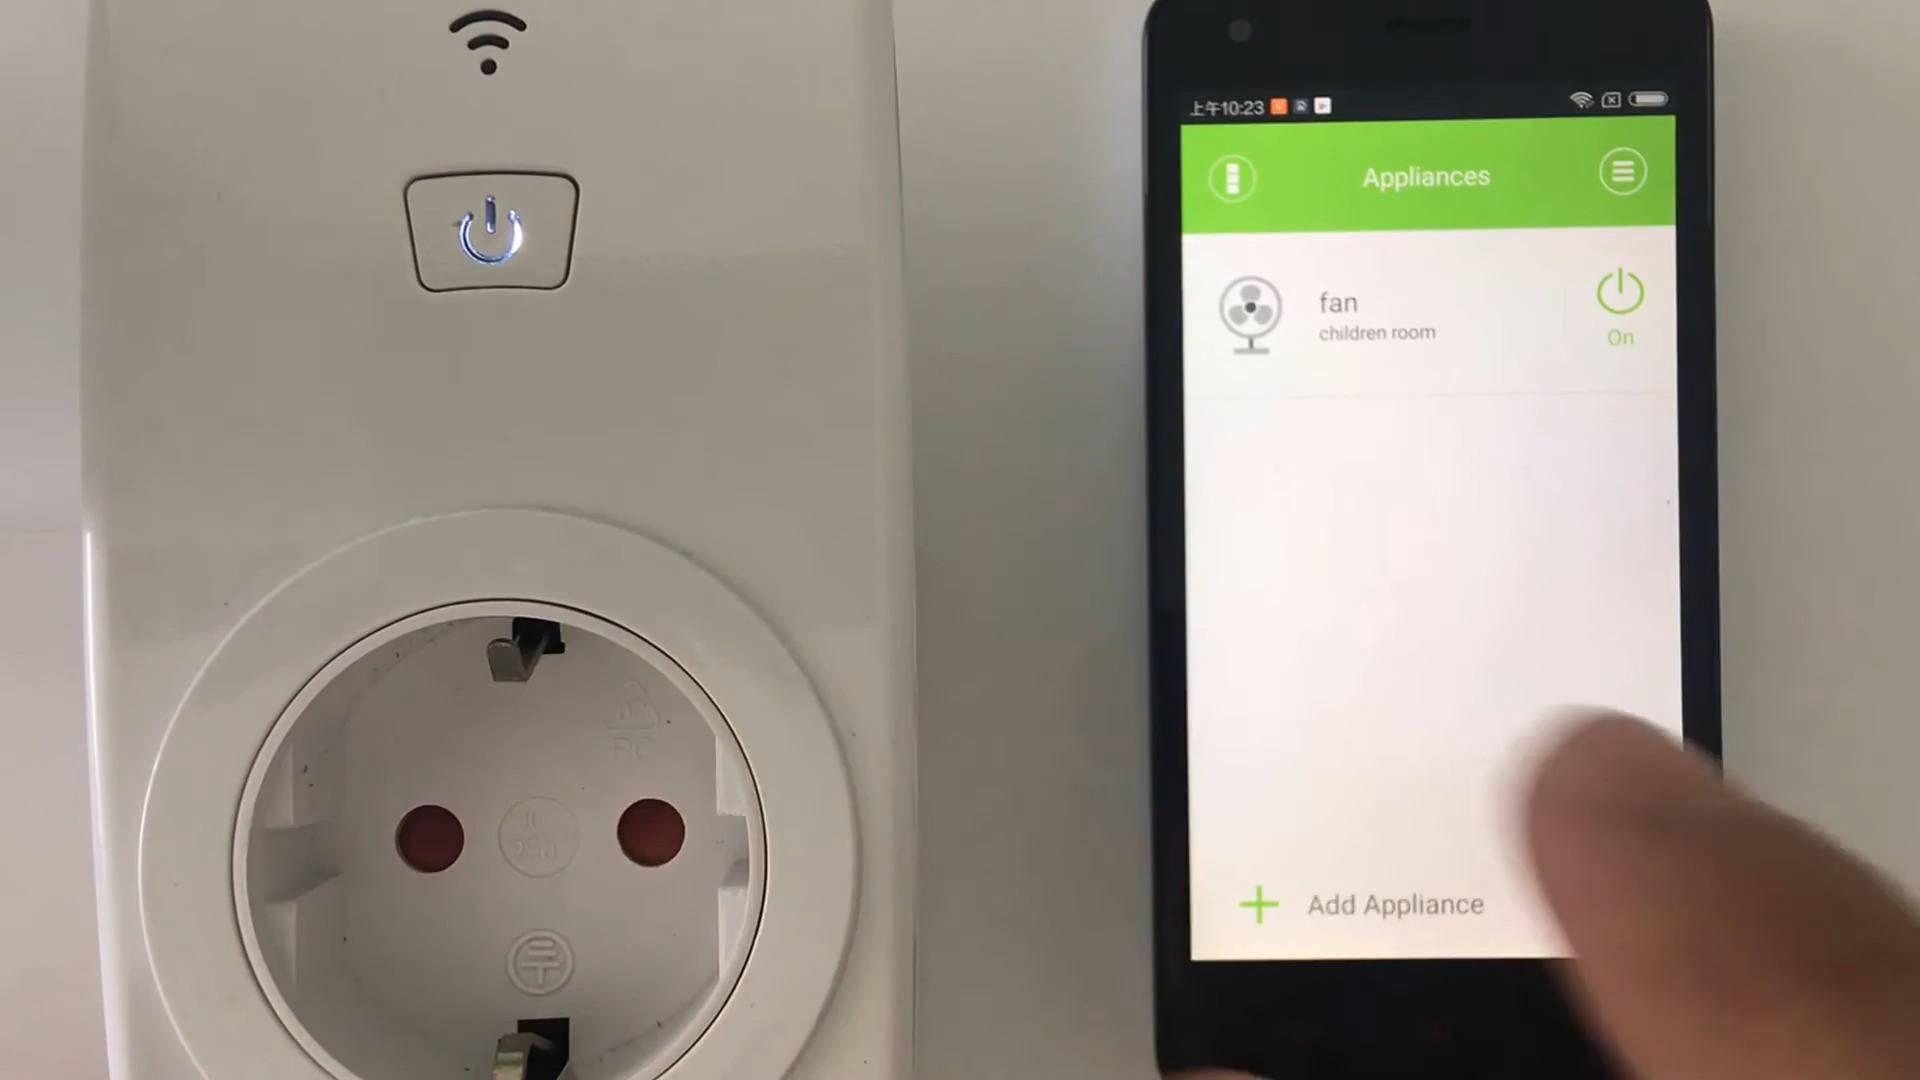 上午10:23
Appliances
fan
children room
On
Add Appliance